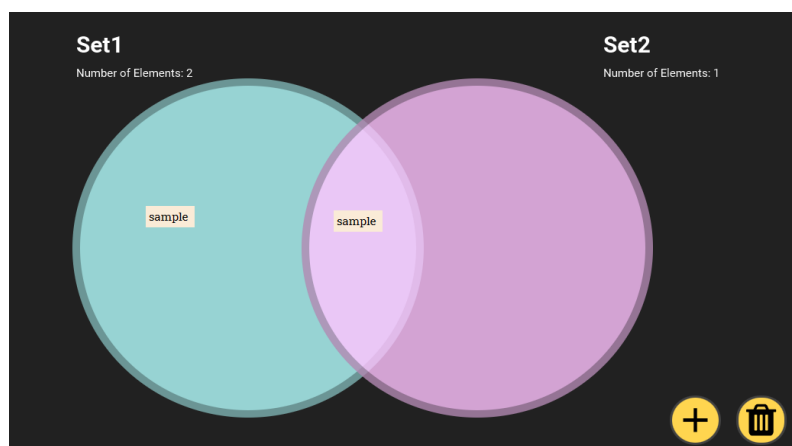 Set1
Number of Elements: 2
Set2
Number of Elements: 1
sample
sample